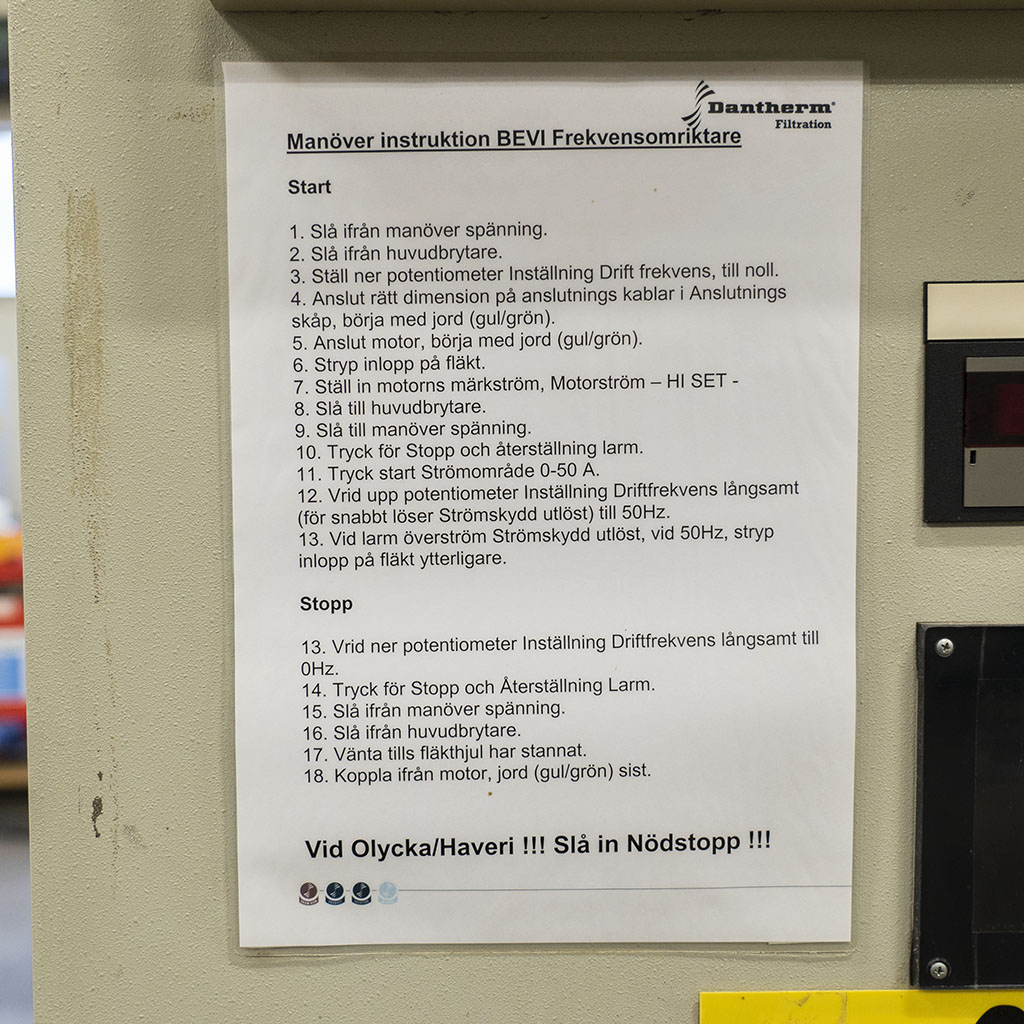 Dantherm®
Filtration
Manöver instruktion BEVI Frekvensomriktare
Start
1. Slå ifrån manöver spänning.
2. Slå ifrån huvudbrytare.
3. Ställ ner potentiometer Inställning Drift frekvens, till noll.
4. Anslut rätt dimension på anslutnings kablar i Anslutnings
skåp, börja med jord (gul/grön).
5. Anslut motor, börja med jord (gul/grön).
6. Stryp inlopp på fläkt.
7. Ställ in motorns märkström, Motorström – HI SET -
8. Slå till huvudbrytare.
9. Slå till manöver spänning.
10. Tryck för Stopp och återställning larm.
11. Tryck start Strömområde 0-50 A.
12. Vrid upp potentiometer Inställning Driftfrekvens långsamt
(för snabbt löser Strömskydd utlöst) till 50Hz.
13. Vid larm överström Strömskydd utlöst, vid 50Hz, stryp
inlopp på fläkt ytterligare.
Stopp
13. Vrid ner potentiometer Inställning Driftfrekvens långsamt till
0Hz.
14. Tryck för Stopp och Återställning Larm.
15. Slå ifrån manöver spänning.
16. Slå ifrån huvudbrytare.
17. Vänta tills fläkthjul har stannat.
18. Koppla ifrån motor, jord (gul/grön) sist.
Vid Olycka/Haveri !!! Slå in Nödstopp !!!